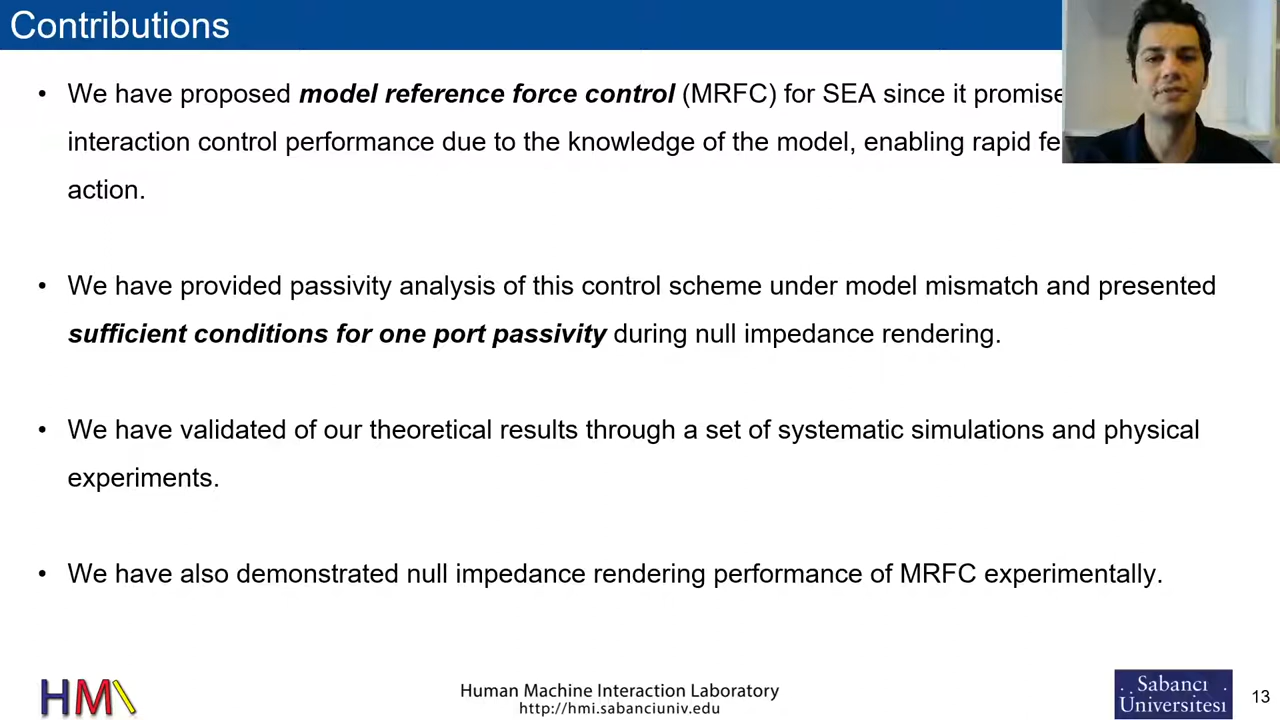 Contributions
• We have proposed model reference force control (MRFC) for SEA since it promise
interaction control performance due to the knowledge of the model, enabling rapid fe
action.
• We have provided passivity analysis of this control scheme under model mismatch and presented
sufficient conditions for one port passivity during null impedance rendering.
• We have validated of our theoretical results through a set of systematic simulations and physical
experiments.
• We have also demonstrated null impedance rendering performance of MRFC experimentally.
HMI
Human Machine Interaction Laboratory
http://hmi.sabanciuniv.edu
Sabancı
Üniversitesi
13